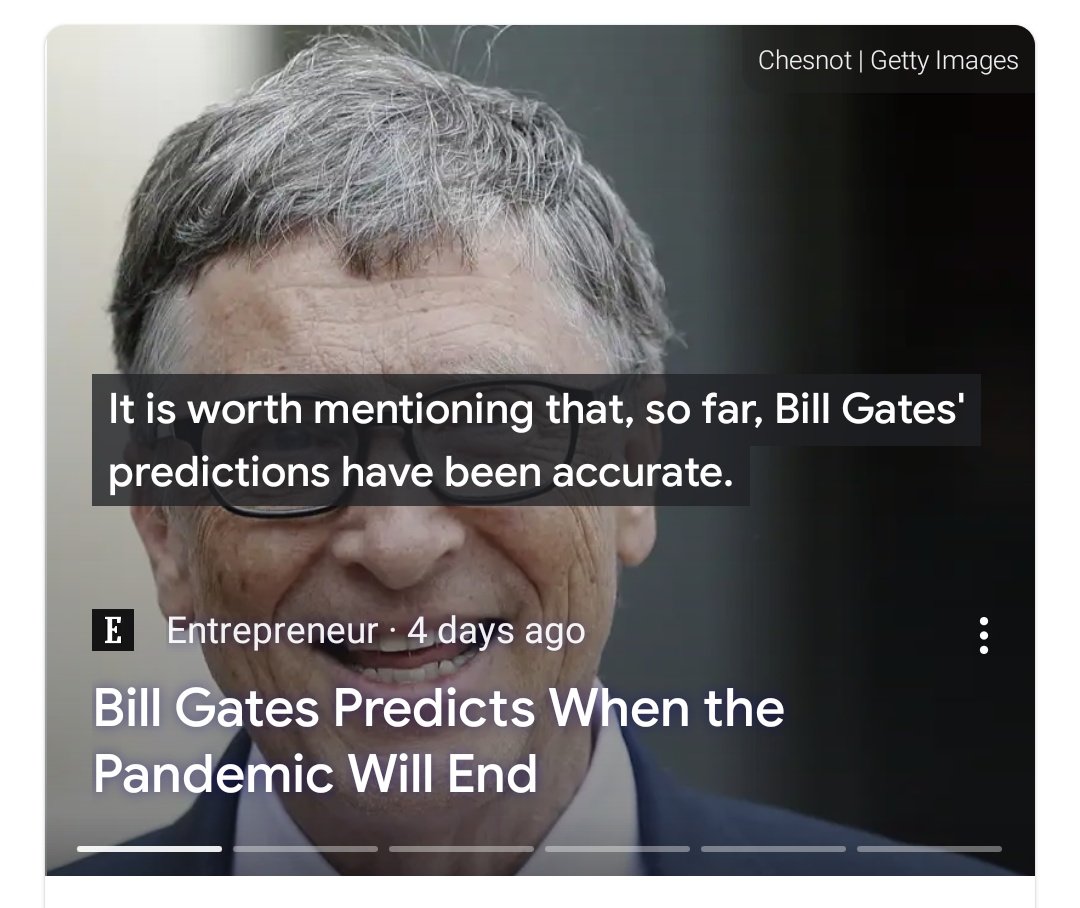 Chesnot | Getty Images
It is worth mentioning that, so far, Bill Gates'
predictions have been accurate.
E Entrepreneur · 4 days ago
Bill Gates Predicts When the
Pandemic Will End